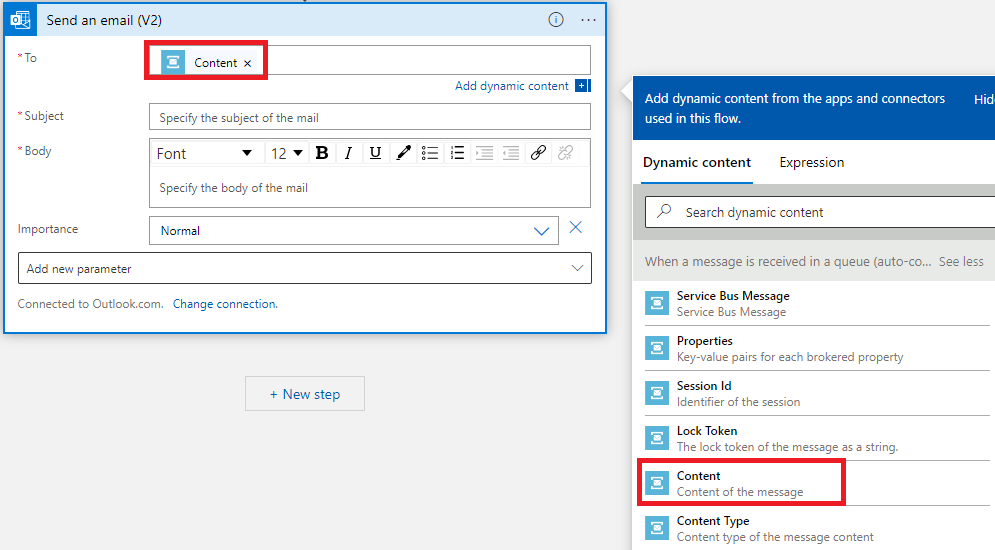 Send an email (V2)
* To
Content ×
Add dynamic content
* Subject
Specify the subject of the mail
* Body
Font
12
B
I
U
Specify the body of the mail
Importance
Normal
Add new parameter
Connected to Outlook.com. Change connection.
+ New step
Add dynamic content from the apps and connectors
used in this flow.
Hid
Dynamic content
Expression
Search dynamic content
When a message is received in a queue (auto-co... See less
Service Bus Message
Service Bus Message
Properties
Key-value pairs for each brokered property
Session Id
Identifier of the session
Lock Token
The lock token of the message as a string.
Content
Content of the message
Content Type
Content type of the message content